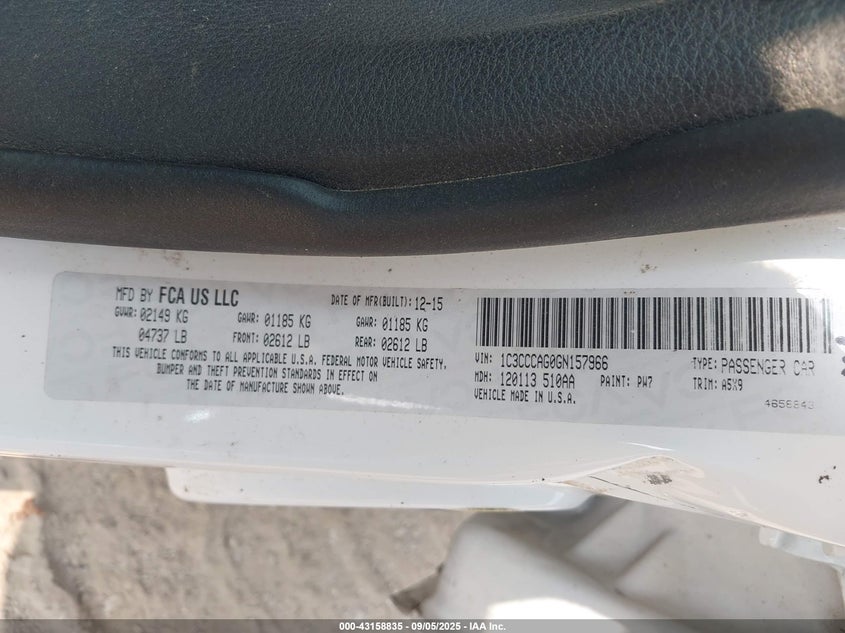 MFD BY FCA US LLC
DATE OF MFR(BUILT): 12-15
GVWR: 02149 KG GAWR: 01185 KG GAWR: 01185 KG
04737 LB FRONT: 02612 LB REAR: 02612 LB
THIS VEHICLE CONFORMS TO ALL APPLICABLE U.S.A. FEDERAL MOTOR VEHICLE SAFETY,
BUMPER AND THEFT PREVENTION STANDARDS IN EFFECT ON
THE DATE OF MANUFACTURE SHOWN ABOVE.
VIN: 1C3CCCAG0GN157966 TYPE: PASSENGER CAR
MDH: 120113 510AA PAINT: PW7 TRIM: A5X9
VEHICLE MADE IN U.S.A.
4656843
000-43158835 - 09/05/2025 - IAA Inc.